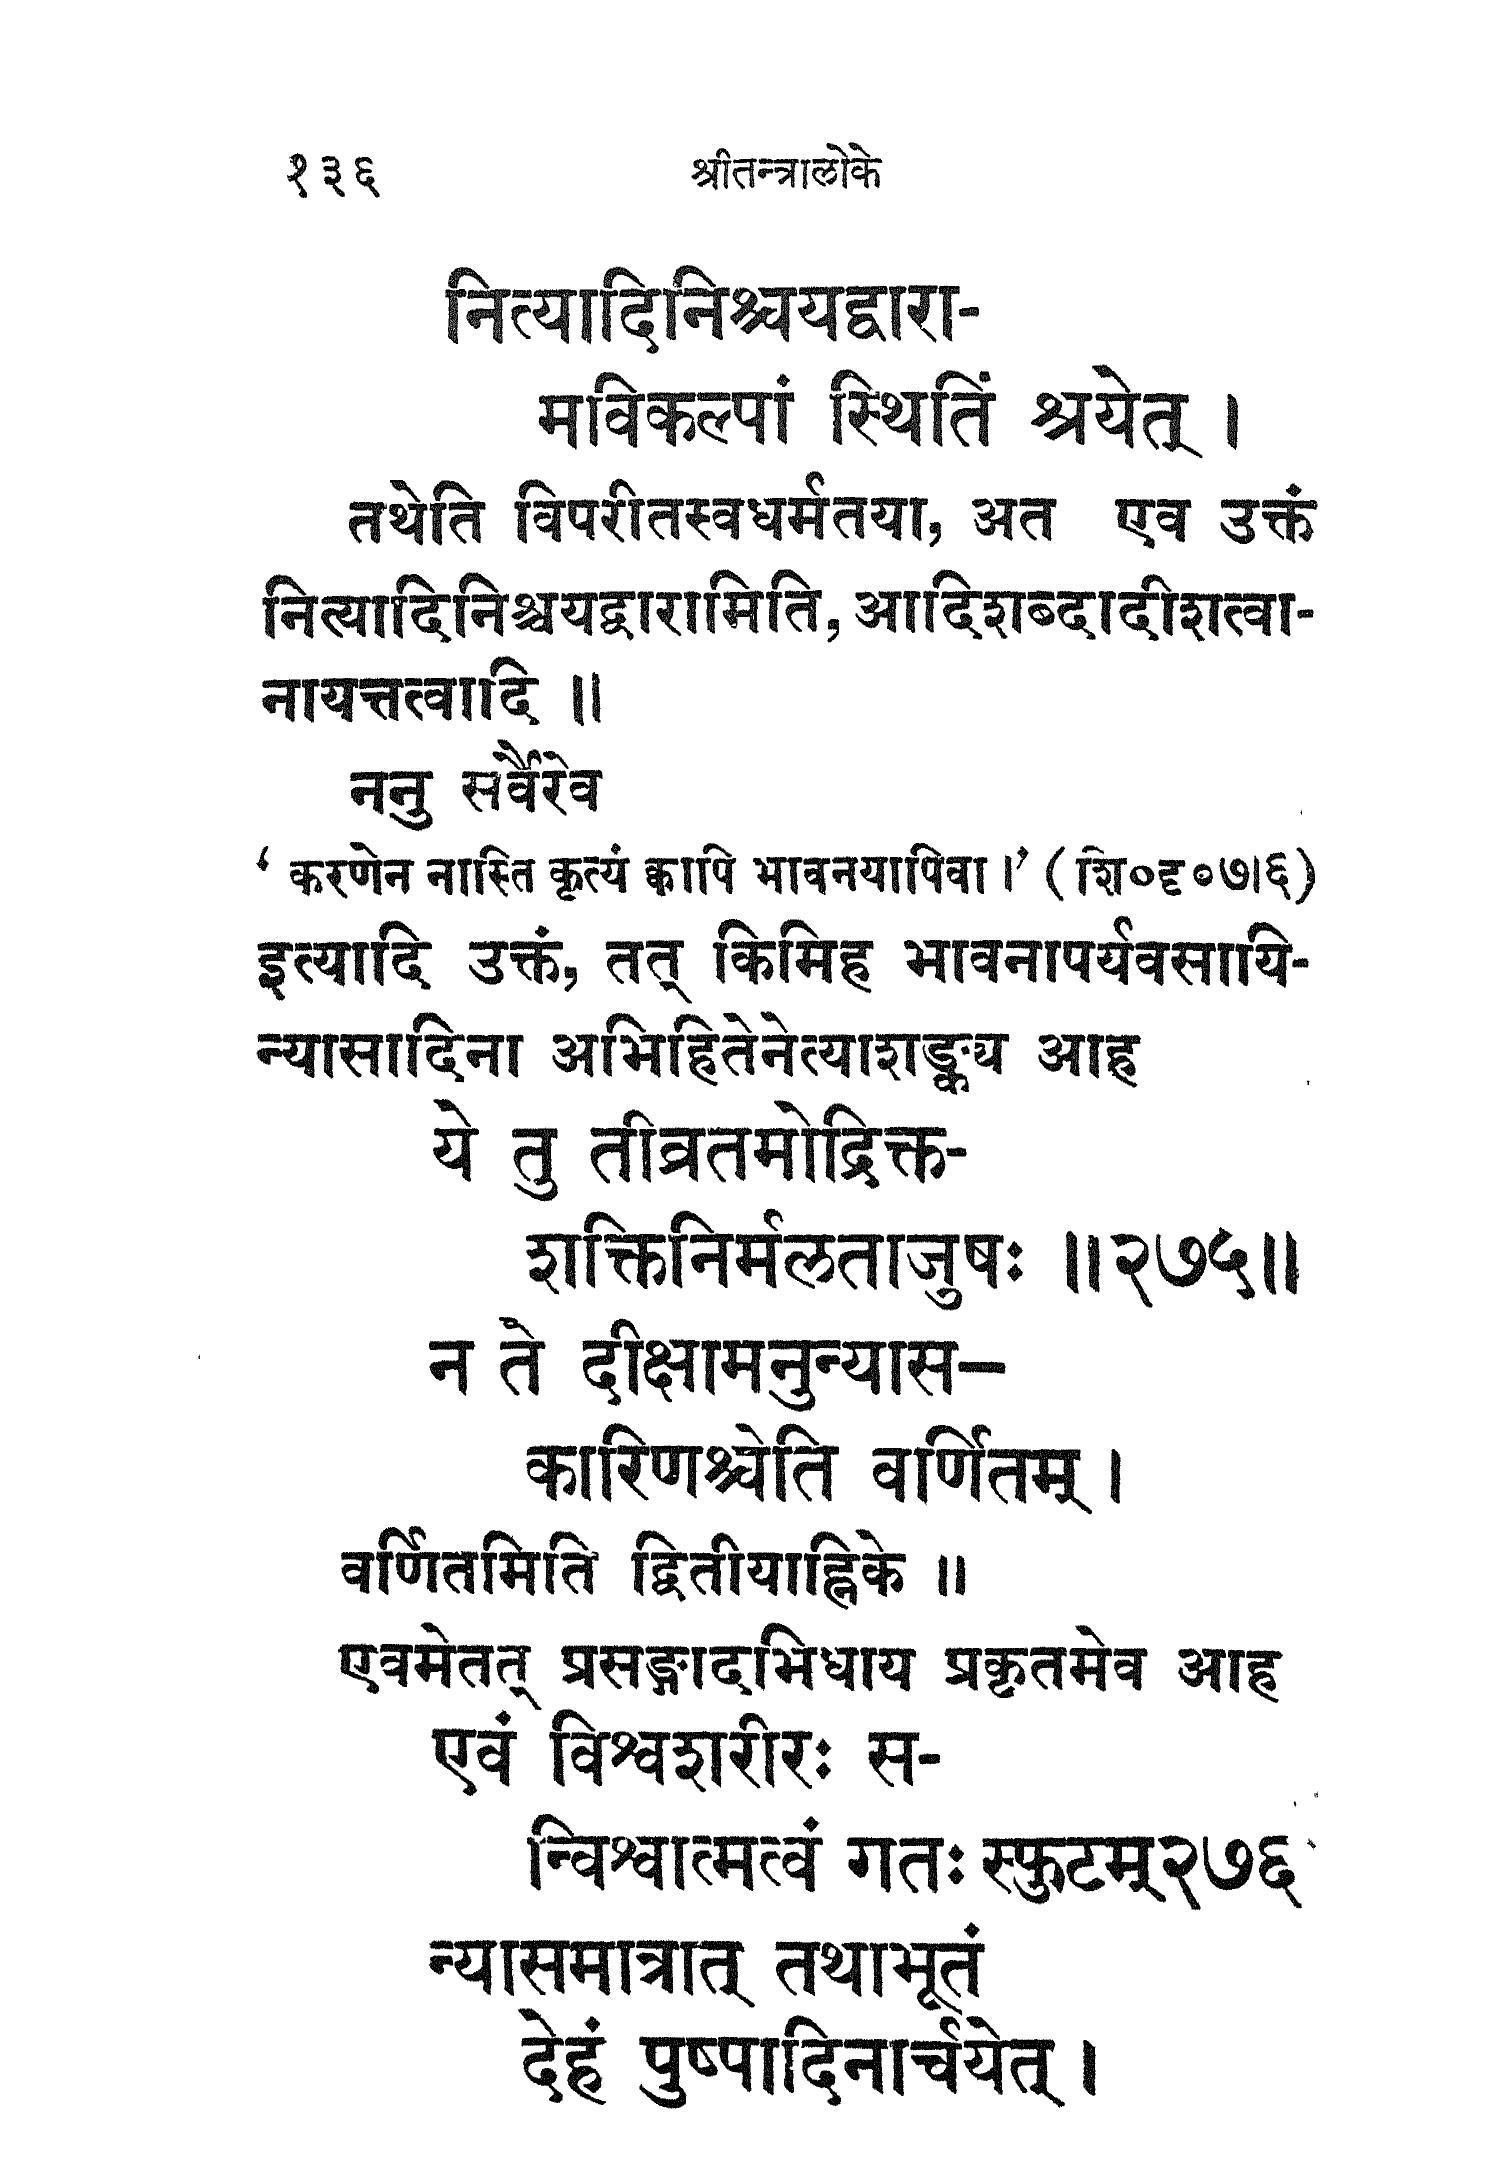 १३६ श्रीतन्त्रालोके
नित्यादिनिश्चयद्वारा-
मविकल्पां स्थितिं श्रयेत् ।
तथेति विपरीतस्वधर्मतया, अत एव उक्तं
नित्यादिनिश्चयद्वारामिति, आदिशब्दादीशत्वा-
नायत्तत्वादि ॥
ननु सर्वैरेव
‘ करणेन नास्ति कृत्यं क्वापि भावनयापिवा ।’ (शि०दृ०७।६)
इत्यादि उक्तं, तत् किमिह भावनापर्यवसायि-
न्यासादिना अभिहितेनेत्याशङ्क्य आह
ये तु तीव्रतमोद्रिक्त-
शक्तिनिर्मलताजुषः ॥२७५॥
न ते दीक्षामनुन्यास—
कारिणश्चेति वर्णितम् ।
वर्णितमिति द्वितीयाह्निके ॥
एवमेतत् प्रसङ्गादभिधाय प्रकृतमेव आह
एवं विश्वशरीरः स-
न्विश्वात्मत्वं गतः स्फुटम्२७६
न्यासमात्रात् तथाभूतं
देहं पुष्पादिनार्चयेत् ।